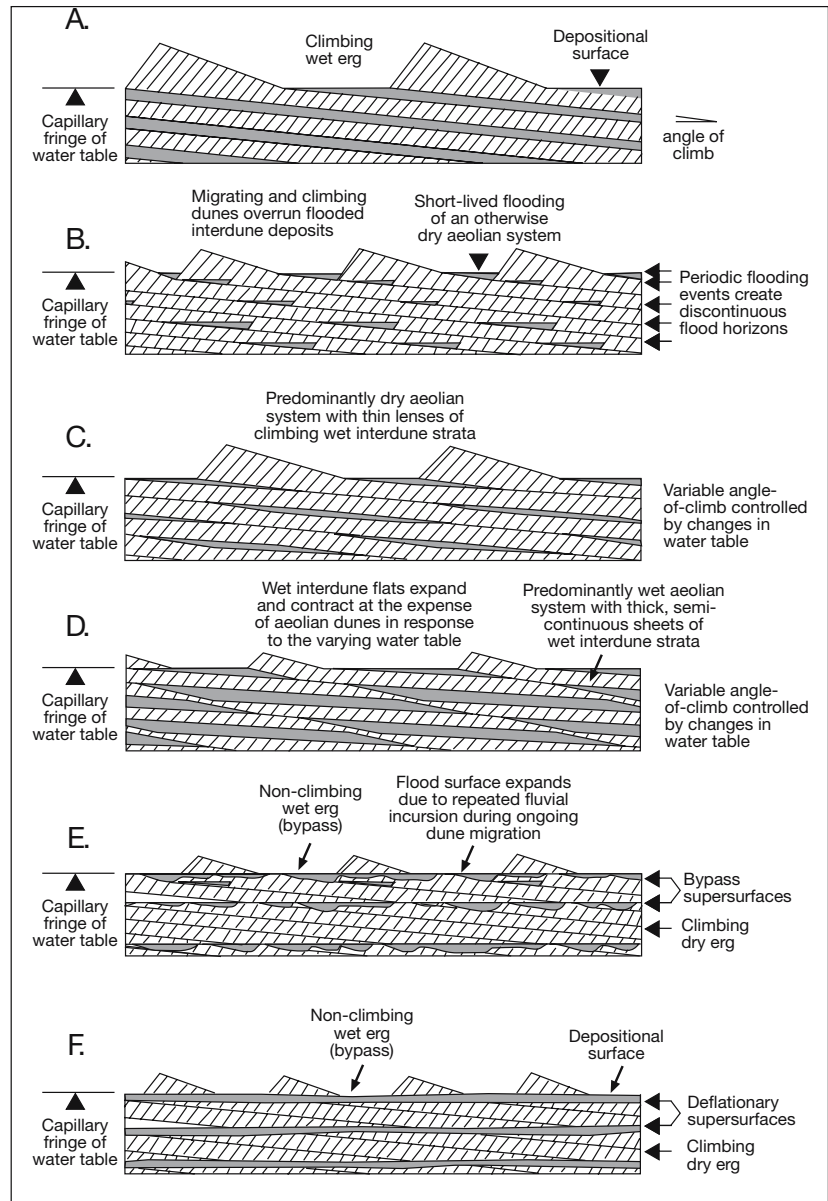 A.
Climbing
wet erg
Depositional
surface
Capillary
fringe of
water table
angle of
climb
B.
Migrating and climbing
dunes overrun flooded
interdune deposits
Short-lived flooding
of an otherwise
dry aeolian system
Capillary
fringe of
water table
Periodic flooding
events create
discontinuous
flood horizons
C.
Predominantly dry aeolian
system with thin lenses of
climbing wet interdune strata
Capillary
fringe of
water table
Variable angle-
of-climb controlled
by changes in
water table
D.
Wet interdune flats expand
and contract at the expense
of aeolian dunes in response
to the varying water table
Predominantly wet aeolian
system with thick, semi-
continuous sheets of
wet interdune strata
Capillary
fringe of
water table
Variable angle-
of-climb controlled
by changes in
water table
E.
Non-climbing
wet erg
(bypass)
Flood surface expands
due to repeated fluvial
incursion during ongoing
dune migration
Capillary
fringe of
water table
Bypass
supersurfaces
Climbing
dry erg
F.
Non-climbing
wet erg
(bypass)
Depositional
surface
Capillary
fringe of
water table
Deflationary
supersurfaces
Climbing
dry erg